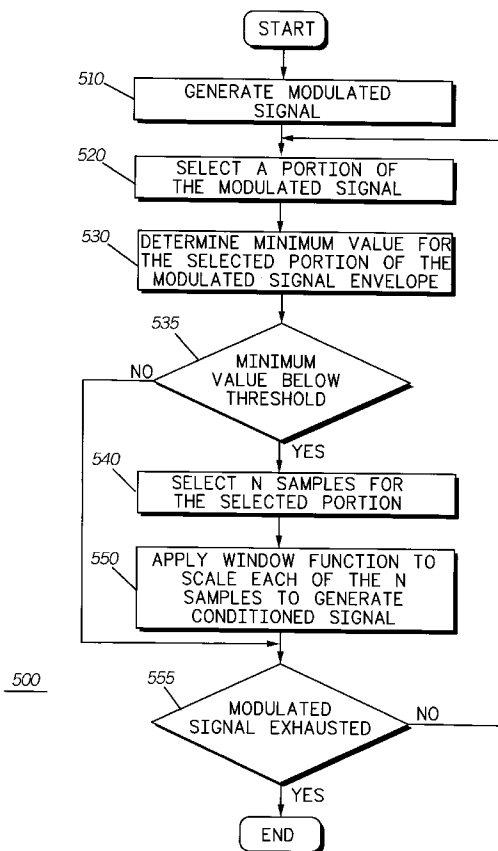 START
510
GENERATE MODULATED
SIGNAL
520
SELECT A PORTION OF
THE MODULATED SIGNAL
530
DETERMINE MINIMUM VALUE FOR
THE SELECTED PORTION OF THE
MODULATED SIGNAL ENVELOPE
535
NO
MINIMUM
VALUE BELOW
THRESHOLD
YES
540
SELECT N SAMPLES FOR
THE SELECTED PORTION
550
APPLY WINDOW FUNCTION TO
SCALE EACH OF THE N
SAMPLES TO GENERATE
CONDITIONED SIGNAL
500
555
MODULATED
SIGNAL EXHAUSTED
NO
YES
END